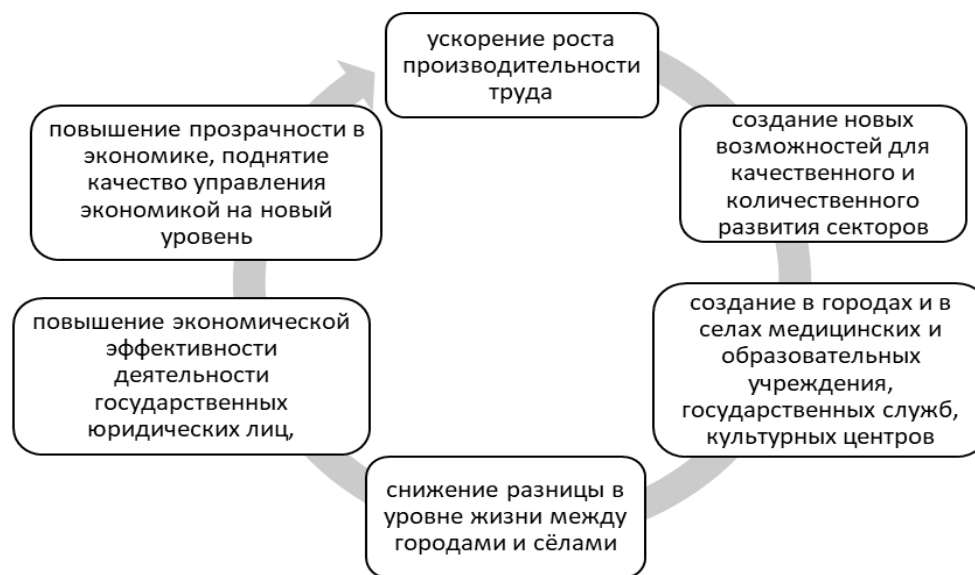 ускорение роста
производительности
труда
создание новых
возможностей для
качественного и
количественного
развития секторов
создание в городах и в
селах медицинских и
образовательных
учреждения,
государственных служб,
культурных центров
снижение разницы в
уровне жизни между
городами и сёлами
повышение экономической
эффективности
деятельности
государственных
юридических лиц,
повышение прозрачности в
экономике, поднятие
качество управления
экономикой на новый
уровень